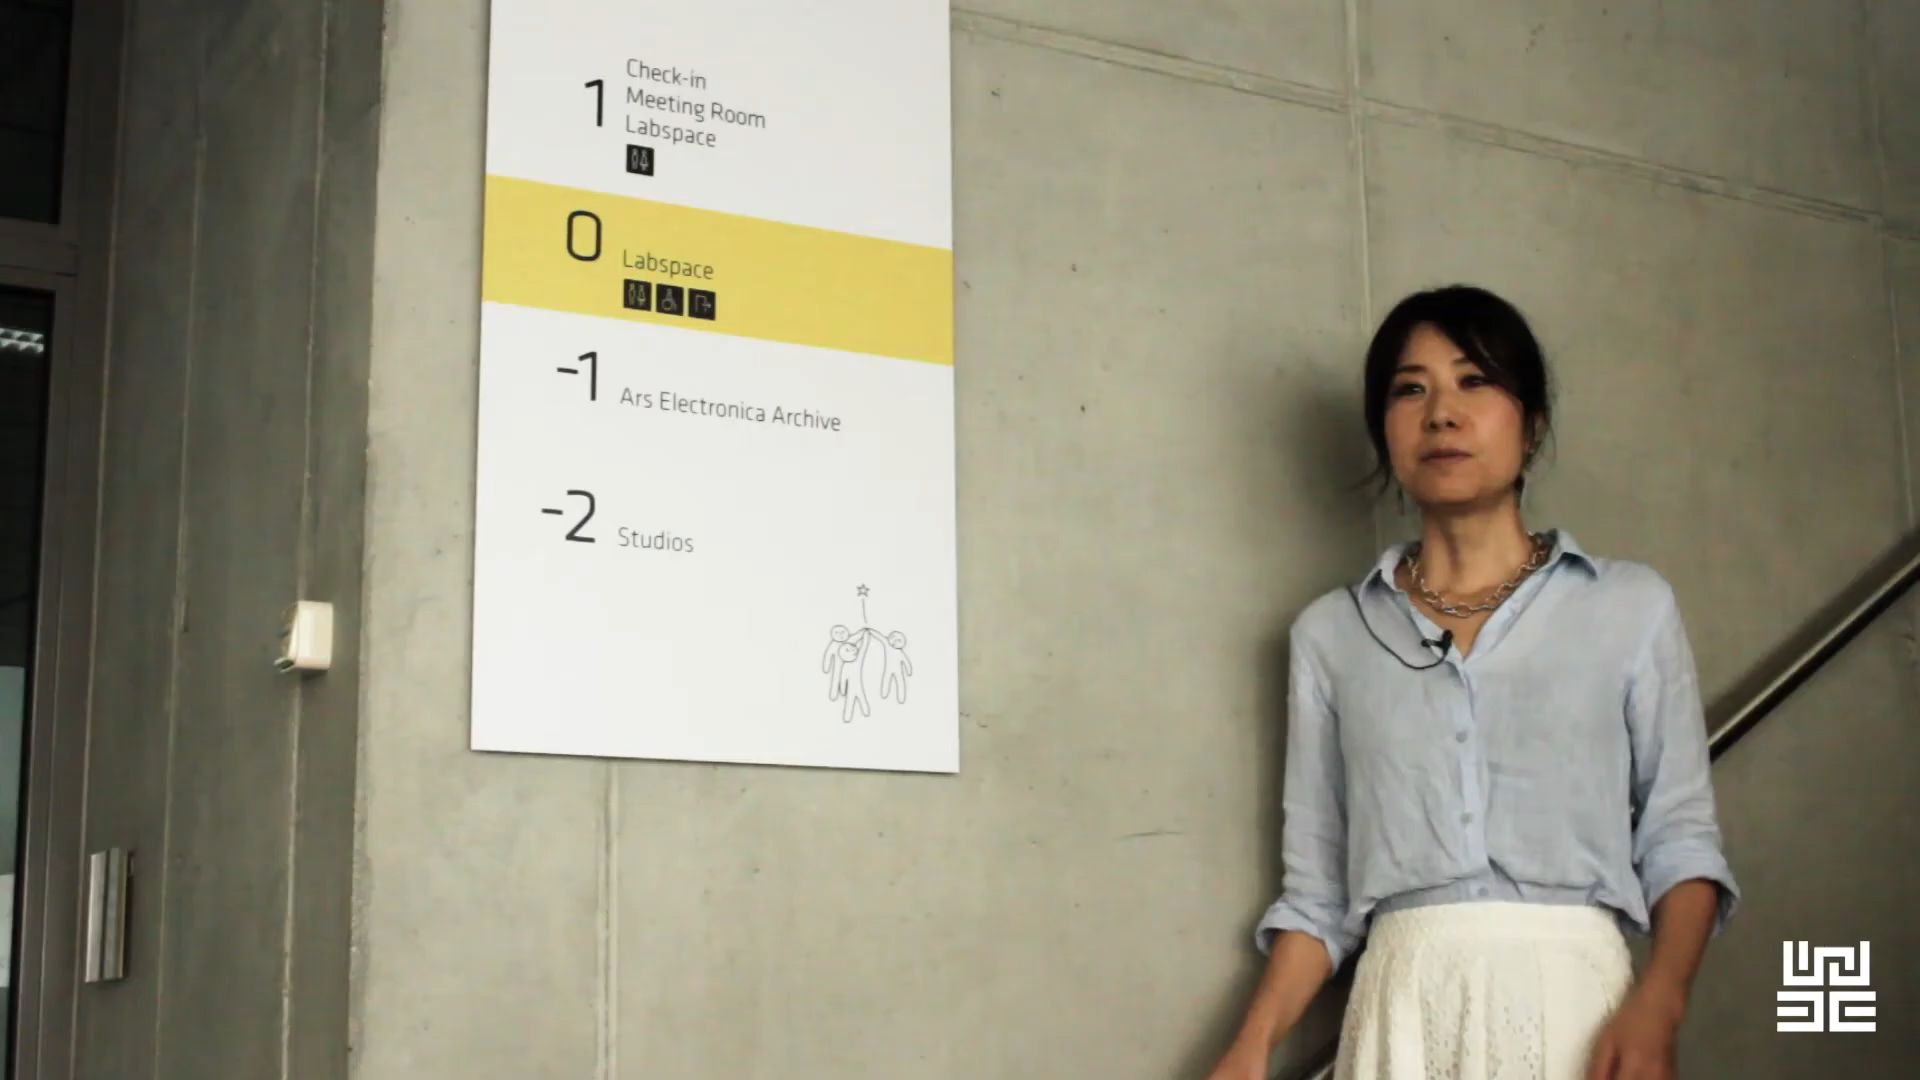 1
Check-in
Meeting Room
Labspace
0
Labspace
-1
Ars Electronica Archive
-2
Studios